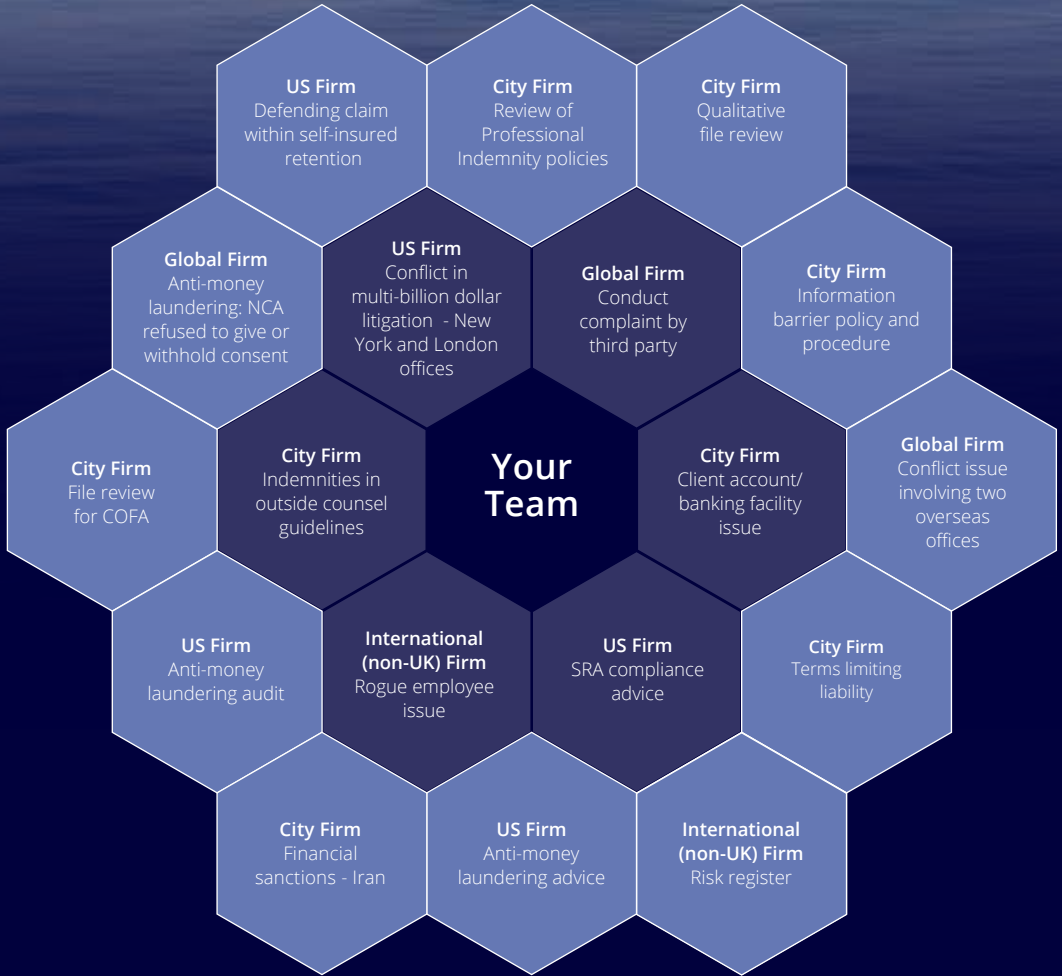 US Firm
Defending claim
within self-insured
retention
City Firm
Review of
Professional
Indemnity policies
City Firm
Qualitative
file review
Global Firm
Anti-money
laundering: NCA
refused to give or
withhold consent
US Firm
Conflict in
multi-billion dollar
litigation - New
York and London
offices
Global Firm
Conduct
complaint by
third party
City Firm
Information
barrier policy and
procedure
City Firm
File review
for COFA
City Firm
Indemnities in
outside counsel
guidelines
Your
Team
City Firm
Client account/
banking facility
issue
Global Firm
Conflict issue
involving two
overseas
offices
US Firm
Anti-money
laundering audit
International
(non-UK) Firm
Rogue employee
issue
US Firm
SRA compliance
advice
City Firm
Terms limiting
liability
City Firm
Financial
sanctions - Iran
US Firm
Anti-money
laundering advice
International
(non-UK) Firm
Risk register